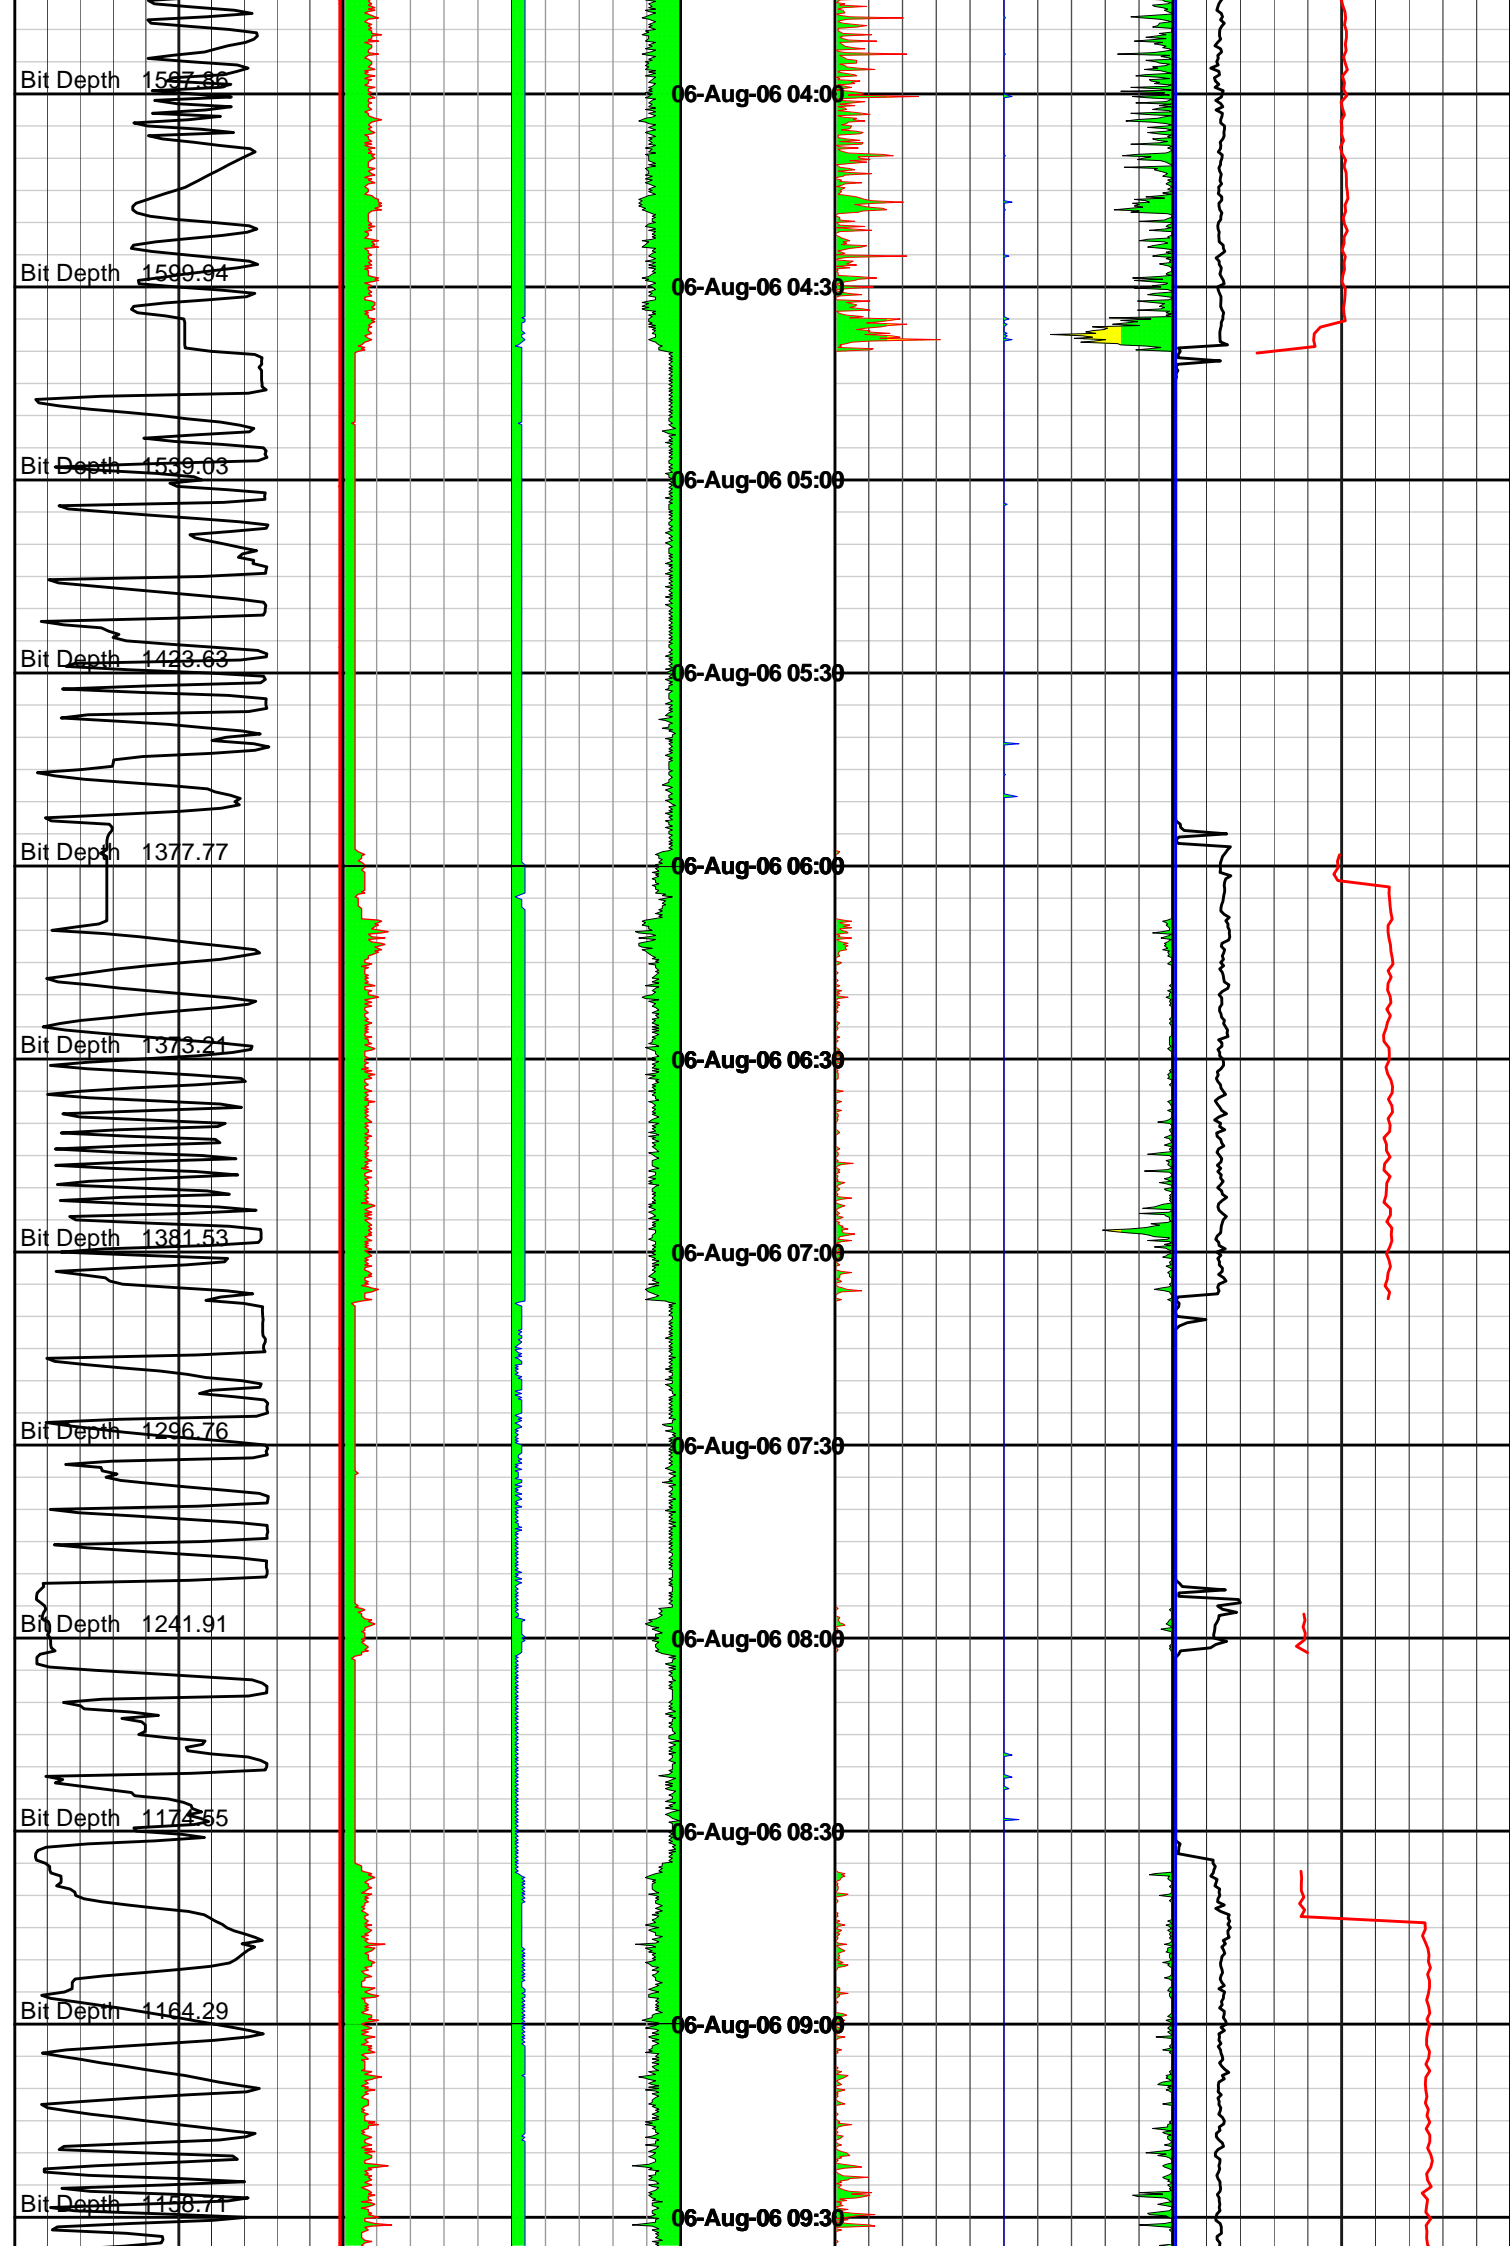 Bit Depth 1597.86
06-Aug-06 04:00
Bit Depth 1599.94
06-Aug-06 04:30
Bit Depth 1539.03
06-Aug-06 05:00
Bit Depth 1423.63
06-Aug-06 05:30
Bit Depth 1377.77
06-Aug-06 06:00
Bit Depth 1373.21
06-Aug-06 06:30
Bit Depth 1381.53
06-Aug-06 07:00
Bit Depth 1296.76
06-Aug-06 07:30
Bit Depth 1241.91
06-Aug-06 08:00
Bit Depth 1174.55
06-Aug-06 08:30
Bit Depth 1164.29
06-Aug-06 09:00
Bit Depth 1158.71
06-Aug-06 09:30